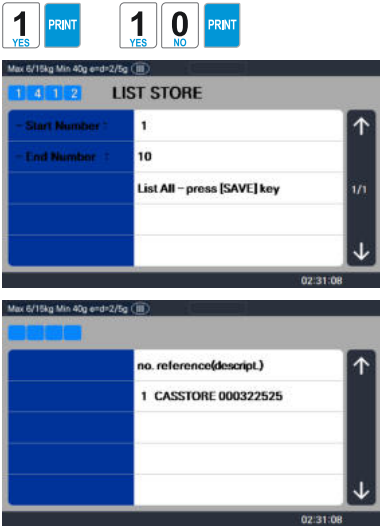 1 YES PRINT 1 YES 0 NO PRINT
Max 6/15kg Min 40g e=d=2/5g (III)
1 4 1 2 LIST STORE
- Start Number : 1
- End Number : 10
List All - press [SAVE] key
1/1
02:31:08
Max 6/15kg Min 40g e=d=2/5g (III)
no. reference(descript.)
1 CASSTORE 000322525
02:31:08